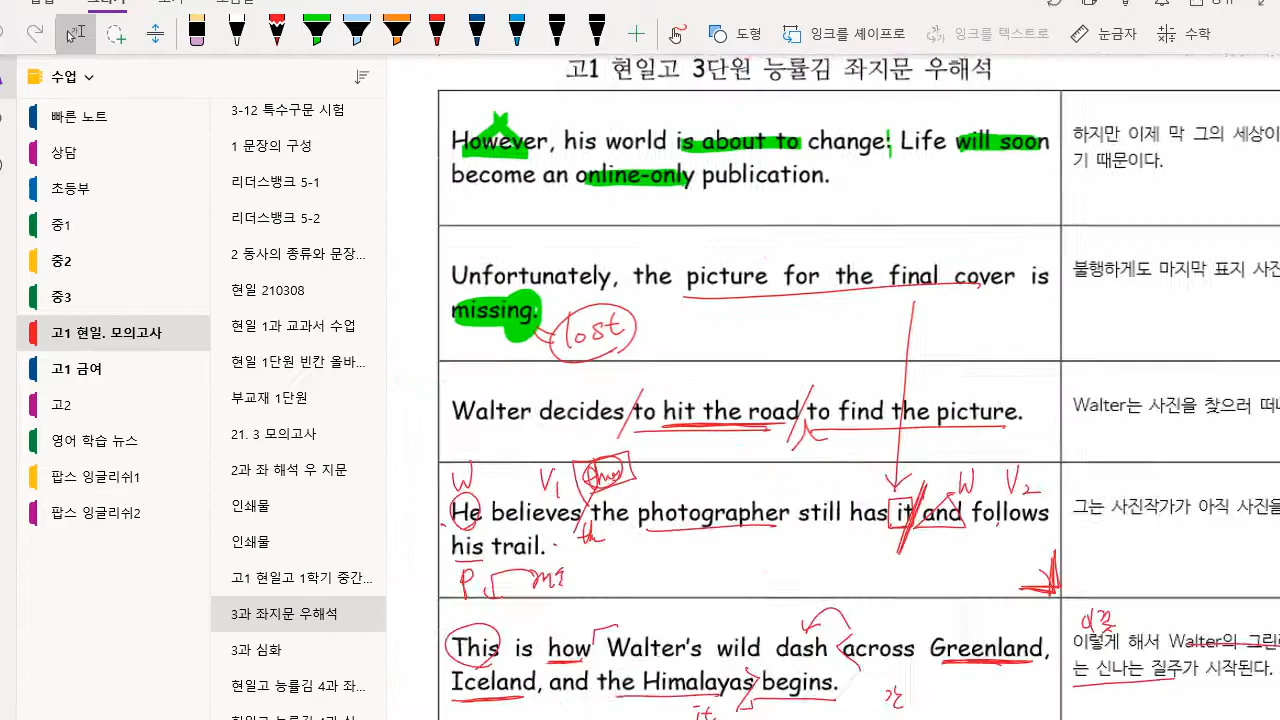 도형
잉크를 셰이프로
잉크를 텍스트로
눈금자
수학
수업
빠른 노트
상담
초등부
중1
중2
중3
고1 현일. 모의고사
고1 금여
고2
영어 학습 뉴스
팝스 잉글리쉬1
팝스 잉글리쉬2
3-12 특수구문 시험
1 문장의 구성
리더스뱅크 5-1
리더스뱅크 5-2
2 동사의 종류와 문장...
현일 210308
현일 1과 교과서 수업
현일 1단원 빈칸 올바...
부교재 1단원
21. 3 모의고사
2과 좌 해석 우 지문
인쇄물
인쇄물
고1 현일고 1학기 중간...
3과 좌지문 우해석
3과 심화
현일고 능률김 4과 좌...
고1 현일고 3단원 능률김 좌지문 우해석
However, his world is about to change: Life will soon
become an online-only publication.
하지만 이제 막 그의 세상이
기 때문이다.
Unfortunately, the picture for the final cover is
missing.
lost
불행하게도 마지막 표지 사진
Walter decides to hit the road to find the picture.
Walter는 사진을 찾으러 떠나
W V1 that W V2
He believes the photographer still has it and follows
his trail.
th
P
그는 사진작가가 아직 사진을
This is how Walter's wild dash across Greenland,
Iceland, and the Himalayas begins.
it
이렇게 해서 Walter의 그린란
는 신나는 질주가 시작된다.